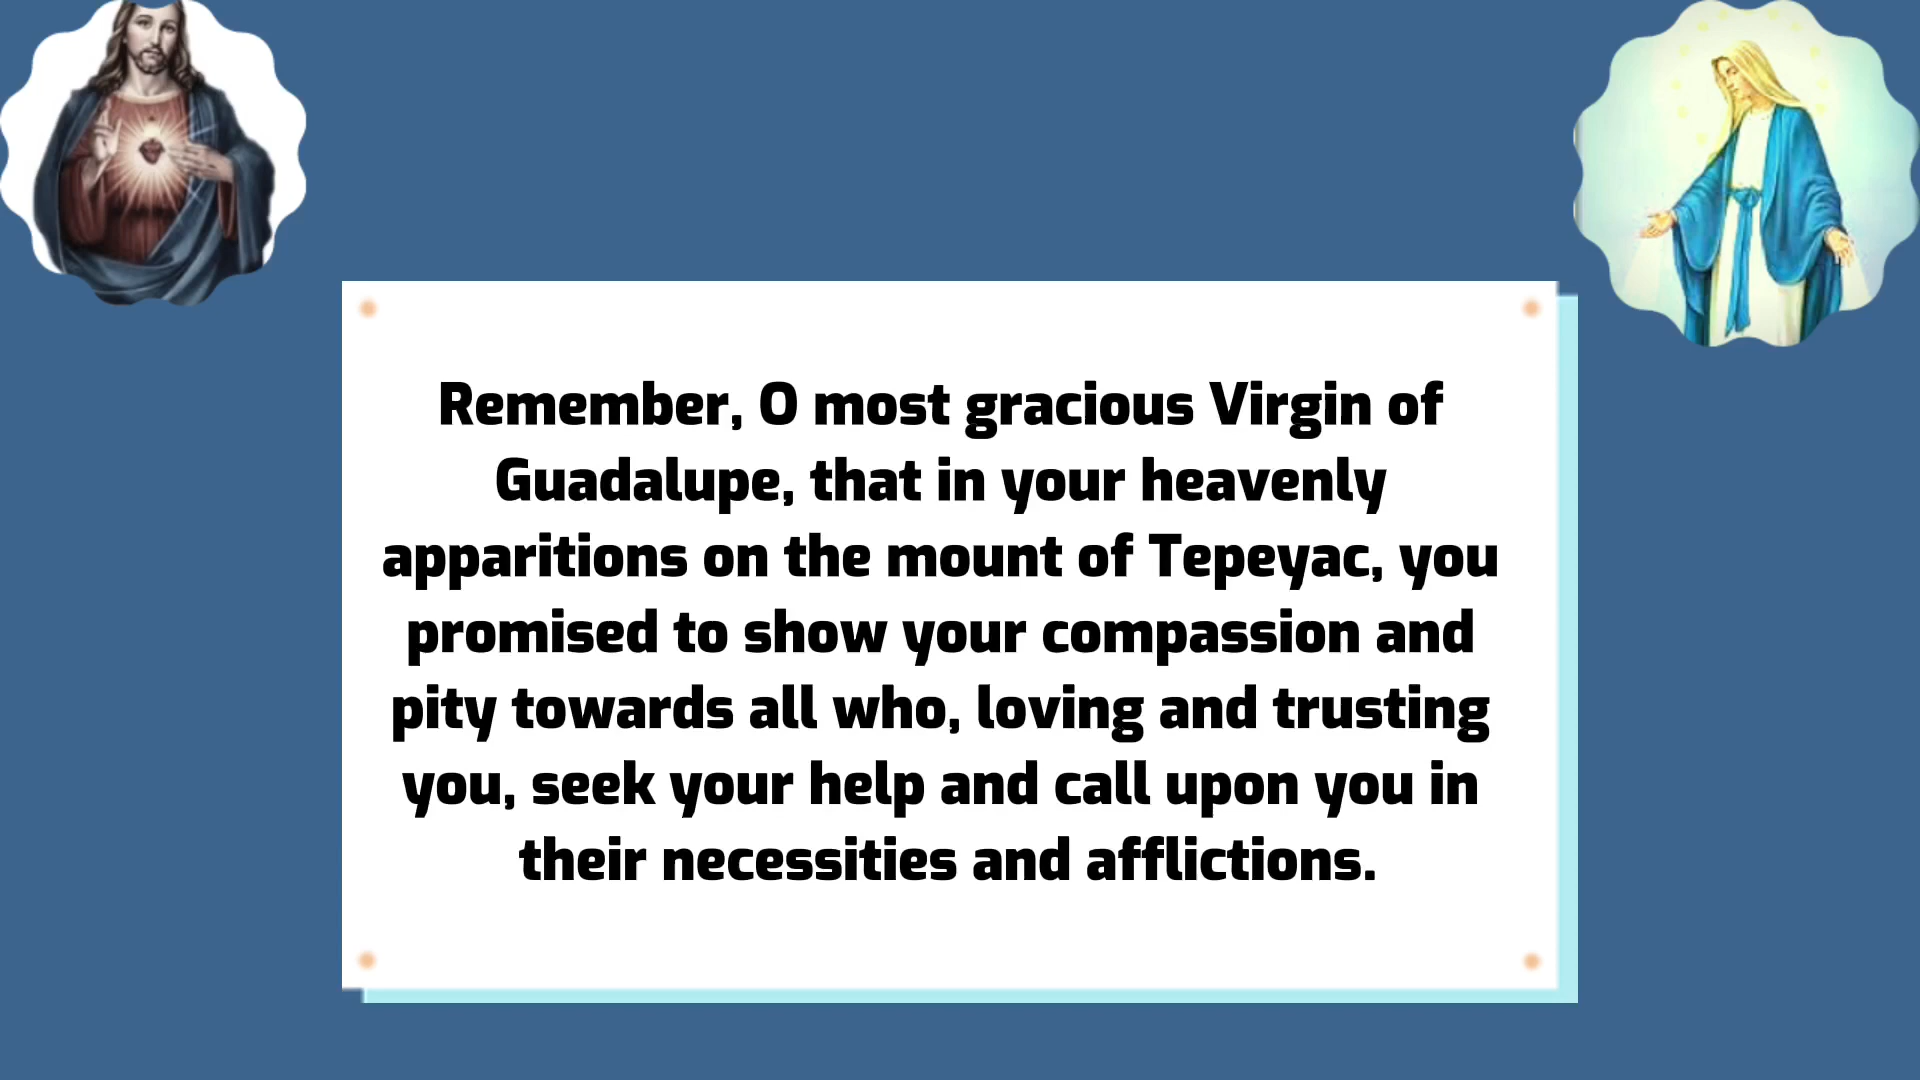 Remember, O most gracious Virgin of
Guadalupe, that in your heavenly
apparitions on the mount of Tepeyac, you
promised to show your compassion and
pity towards all who, loving and trusting
you, seek your help and call upon you in
their necessities and afflictions.